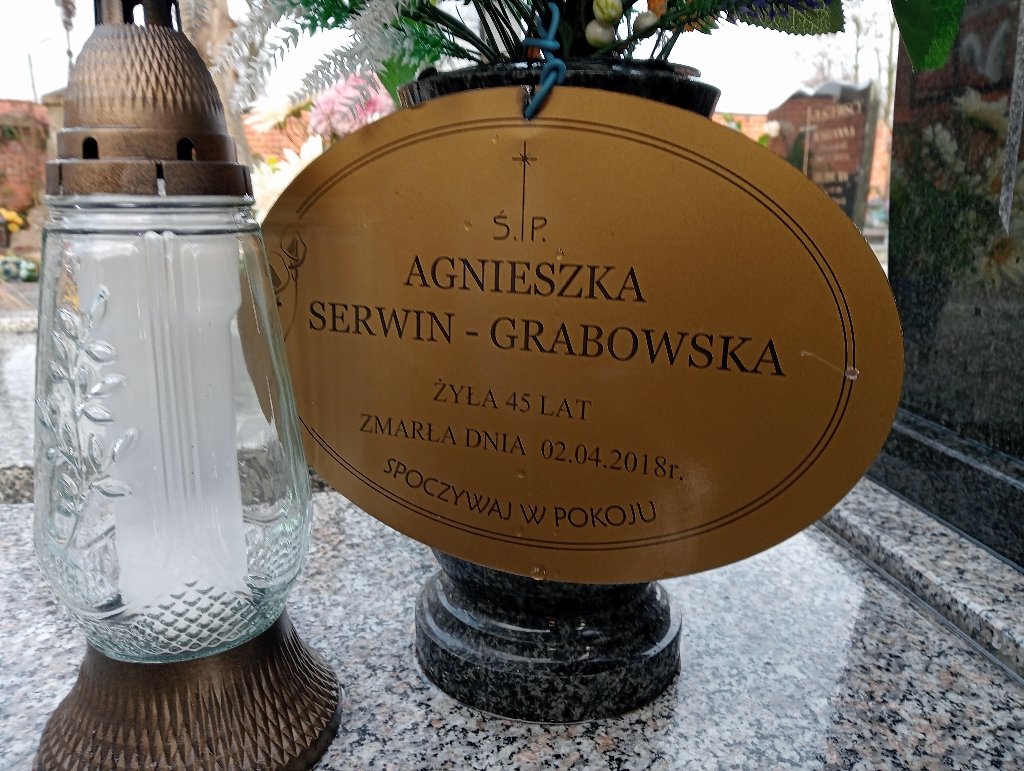 Ś.P.
AGNIESZKA
SERWIN - GRABOWSKA
ŻYŁA 45 LAT
ZMARŁA DNIA 02.04.2018r.
SPOCZYWAJ W POKOJU